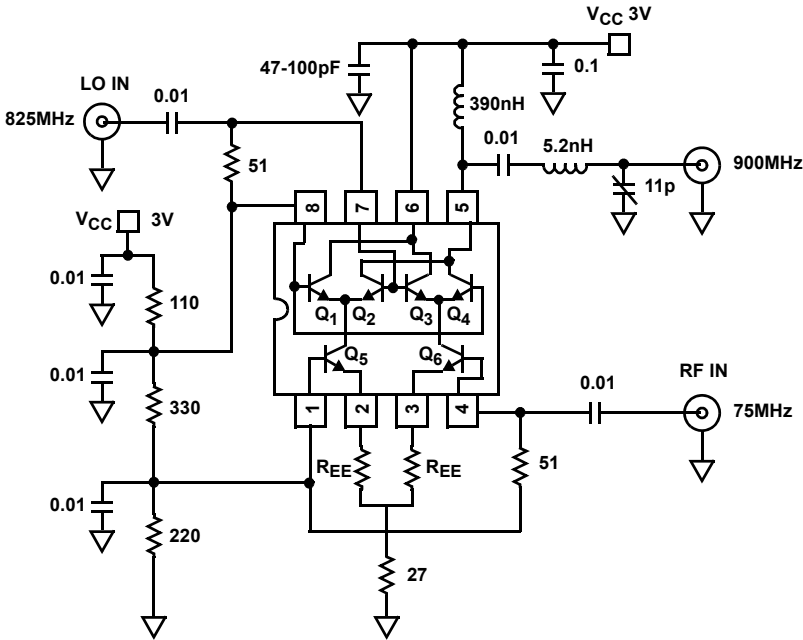 VCC 3V
47-100pF
0.1
LO IN
0.01
825MHz
390nH
0.01
5.2nH
900MHz
51
11p
8
7
6
5
VCC 3V
0.01
110
Q1
Q2
Q3
Q4
Q5
Q6
0.01
330
1
2
3
4
0.01
RF IN
75MHz
REE
REE
51
0.01
220
27